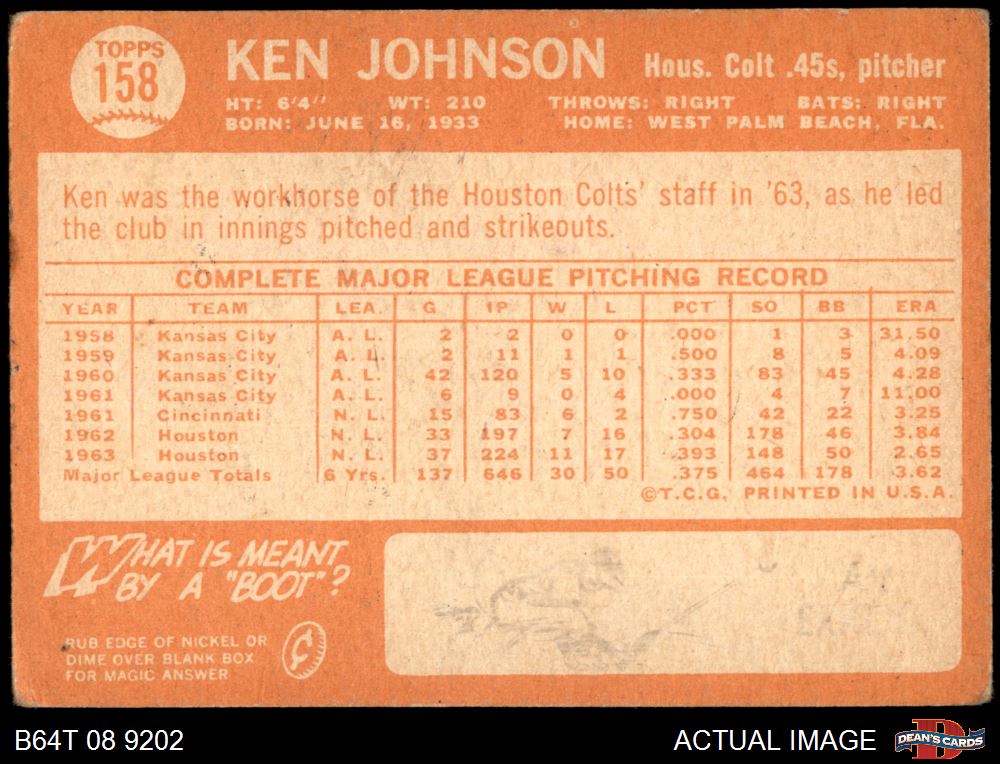 TOPPS
158
KEN JOHNSON Hous. Colt .45s, pitcher
HT: 6'4" WT: 210 THROWS: RIGHT BATS: RIGHT
BORN: JUNE 16, 1933 HOME: WEST PALM BEACH, FLA.
Ken was the workhorse of the Houston Colts' staff in '63, as he led
the club in innings pitched and strikeouts.
COMPLETE MAJOR LEAGUE PITCHING RECORD
YEAR TEAM LEA. G IP W L PCT SO BB ERA
1958 Kansas City A. L. 2 2 0 0 .000 1 3 31.50
1959 Kansas City A. L. 2 11 1 1 .500 8 5 4.09
1960 Kansas City A. L. 42 120 5 10 .333 83 45 4.28
1961 Kansas City A. L. 6 9 0 4 .000 4 7 11.00
1961 Cincinnati N. L. 15 83 6 2 .750 42 22 3.25
1962 Houston N. L. 33 197 7 16 .304 178 46 3.84
1963 Houston N. L. 37 224 11 17 .393 148 50 2.65
Major League Totals 6 Yrs. 137 646 30 50 .375 464 178 3.62
©T.C.G. PRINTED IN U.S.A.
WHAT IS MEANT
BY A "BOOT"?
RUB EDGE OF NICKEL OR
DIME OVER BLANK BOX
FOR MAGIC ANSWER
B64T 08 9202 ACTUAL IMAGE DEAN'S CARDS